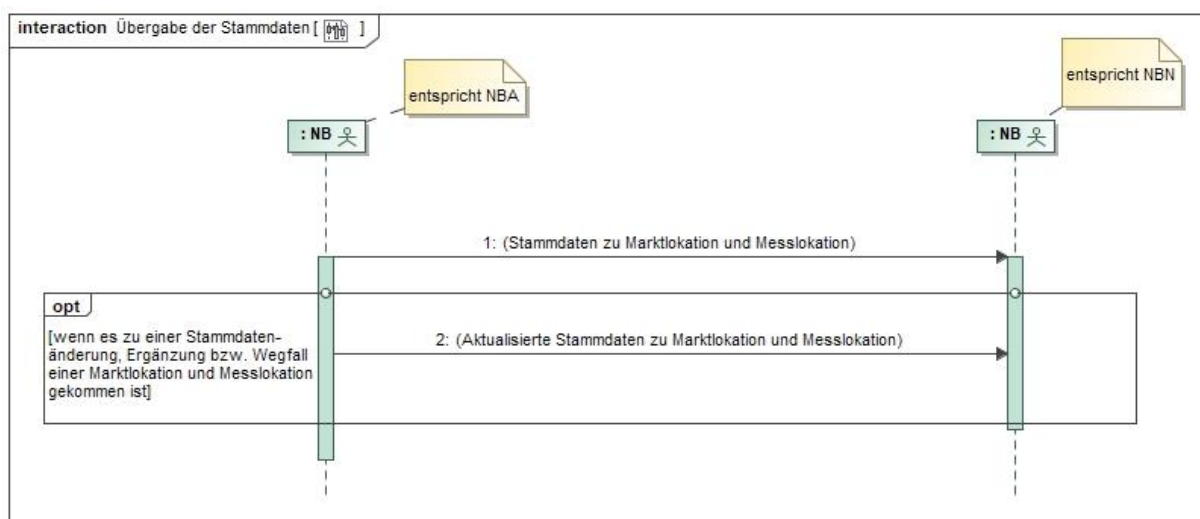 interaction Übergabe der Stammdaten [ ]
entspricht NBA
entspricht NBN
: NB
: NB
1: (Stammdaten zu Marktlokation und Messlokation)
opt
[wenn es zu einer Stammdaten-
änderung, Ergänzung bzw. Wegfall
einer Marktlokation und Messlokation
gekommen ist]
2: (Aktualisierte Stammdaten zu Marktlokation und Messlokation)